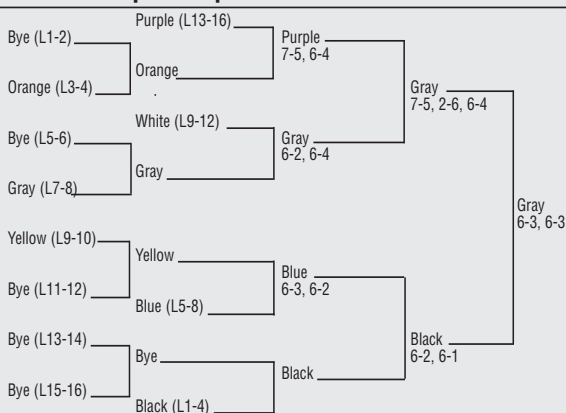 Bye (L1-2)
Orange (L3-4)
Bye (L5-6)
Gray (L7-8)
Yellow (L9-10)
Bye (L11-12)
Bye (L13-14)
Bye (L15-16)
Purple (L13-16)
Orange
White (L9-12)
Gray
Yellow
Blue (L5-8)
Bye
Black (L1-4)
Purple
7-5, 6-4
Gray
6-2, 6-4
Blue
6-3, 6-2
Black
Gray
7-5, 2-6, 6-4
Black
6-2, 6-1
Gray
6-3, 6-3